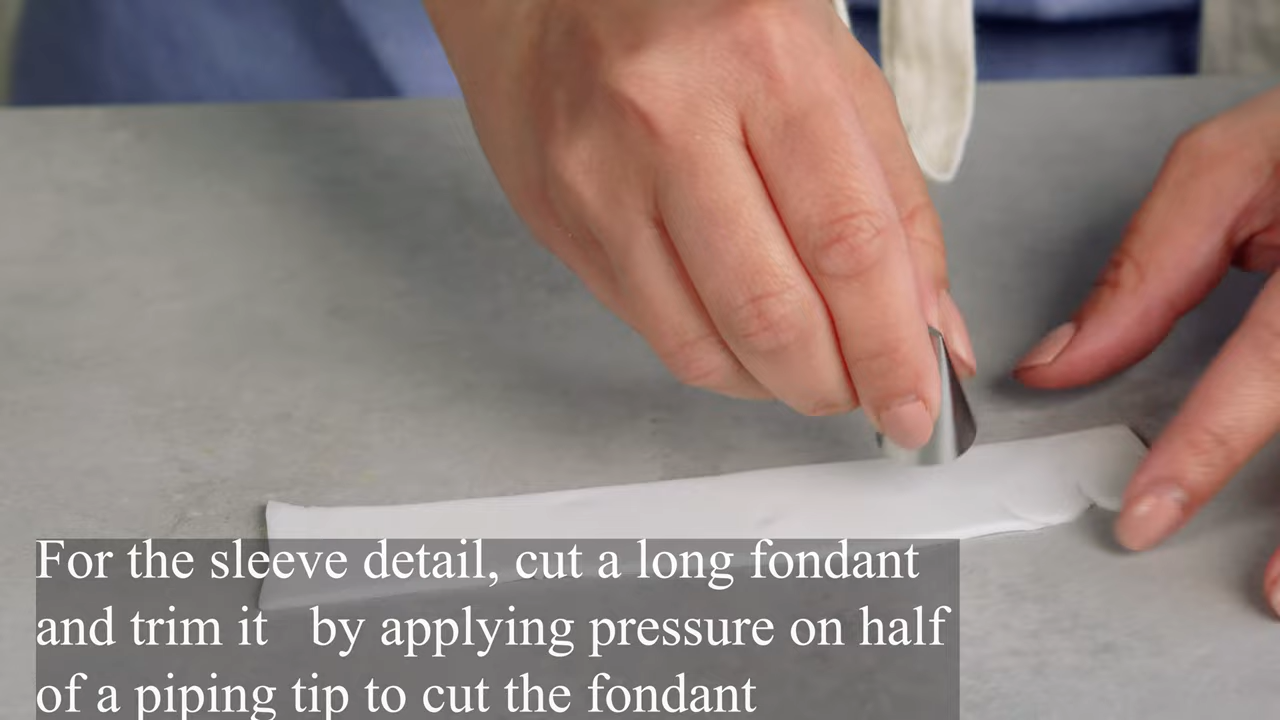 For the sleeve detail, cut a long fondant
and trim it   by applying pressure on half
of a piping tip to cut the fondant